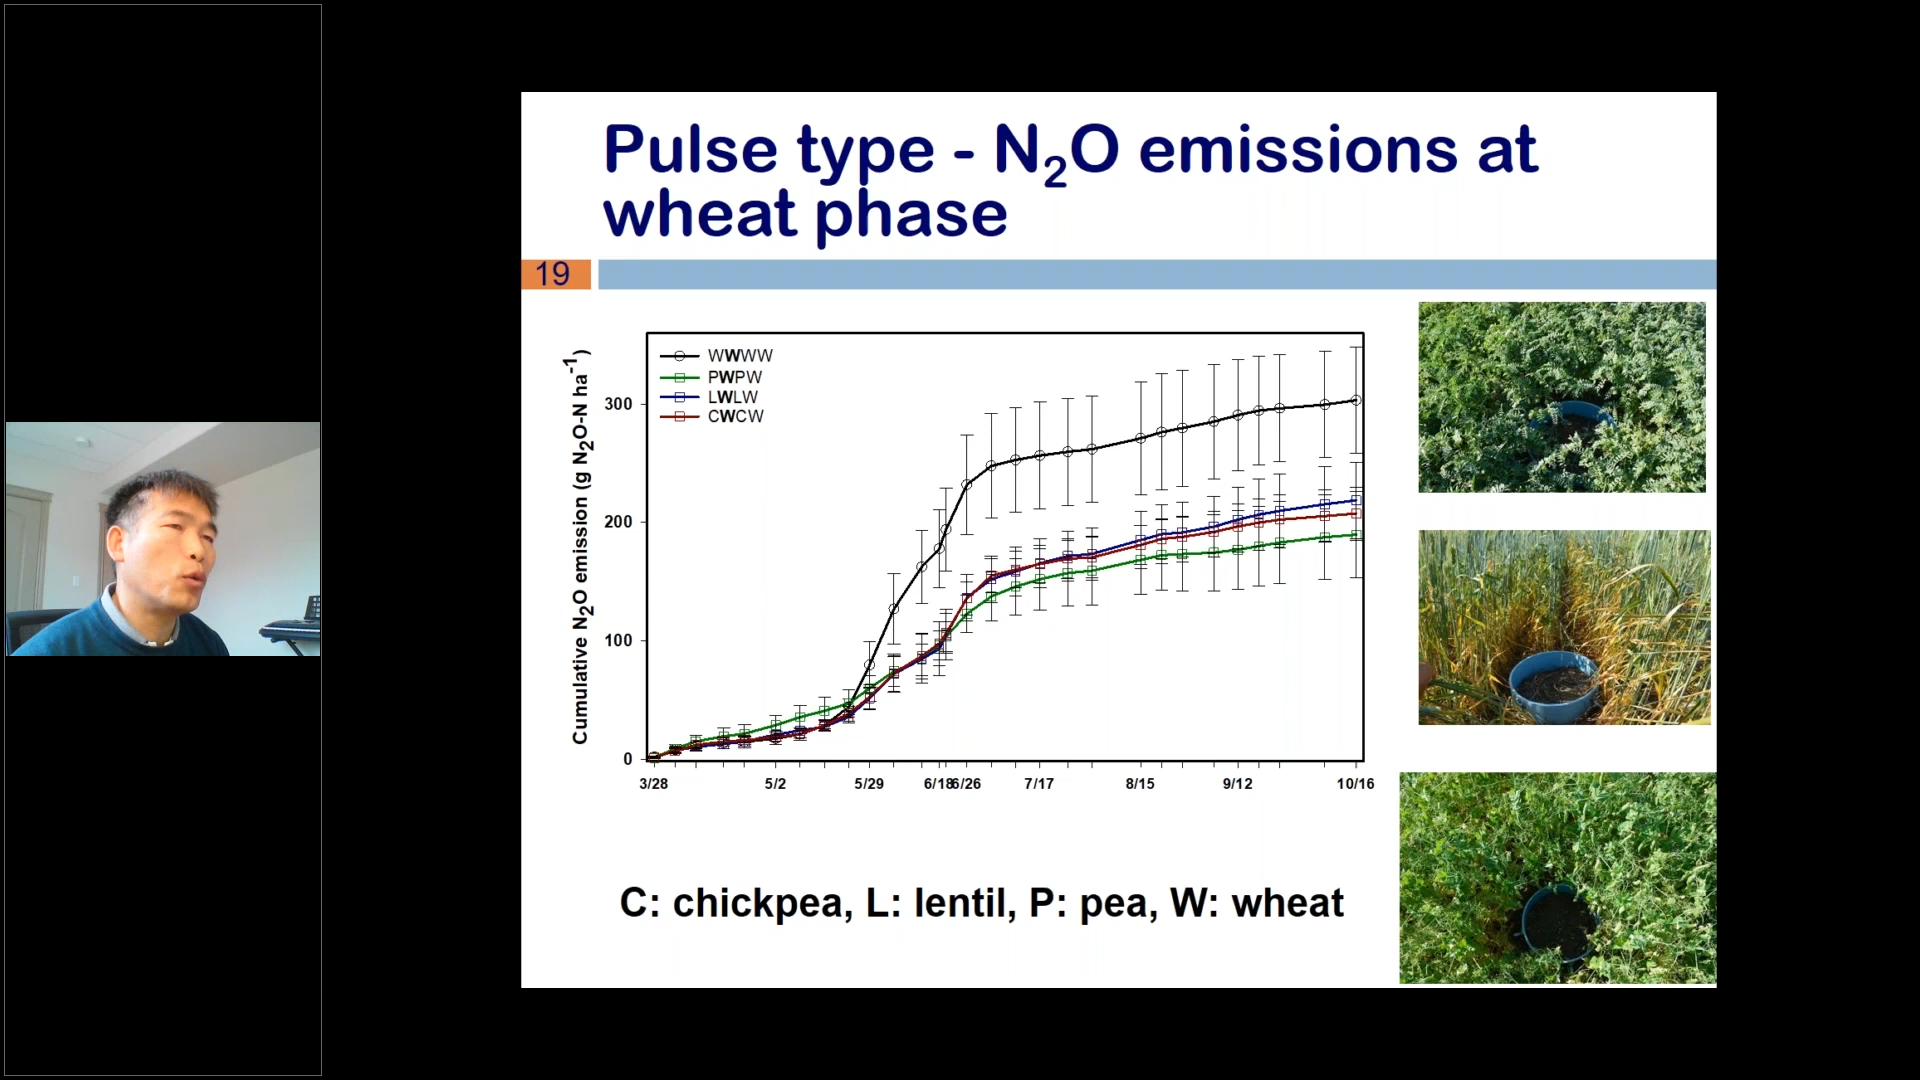 Pulse type - N₂O emissions at
wheat phase
19
Cumulative N₂O emission (g N₂O-N ha⁻¹)
WWWW
PWPW
LWLW
CWCW
300
200
100
0
3/28 5/2 5/29 6/18 6/26 7/17 8/15 9/12 10/16
C: chickpea, L: lentil, P: pea, W: wheat